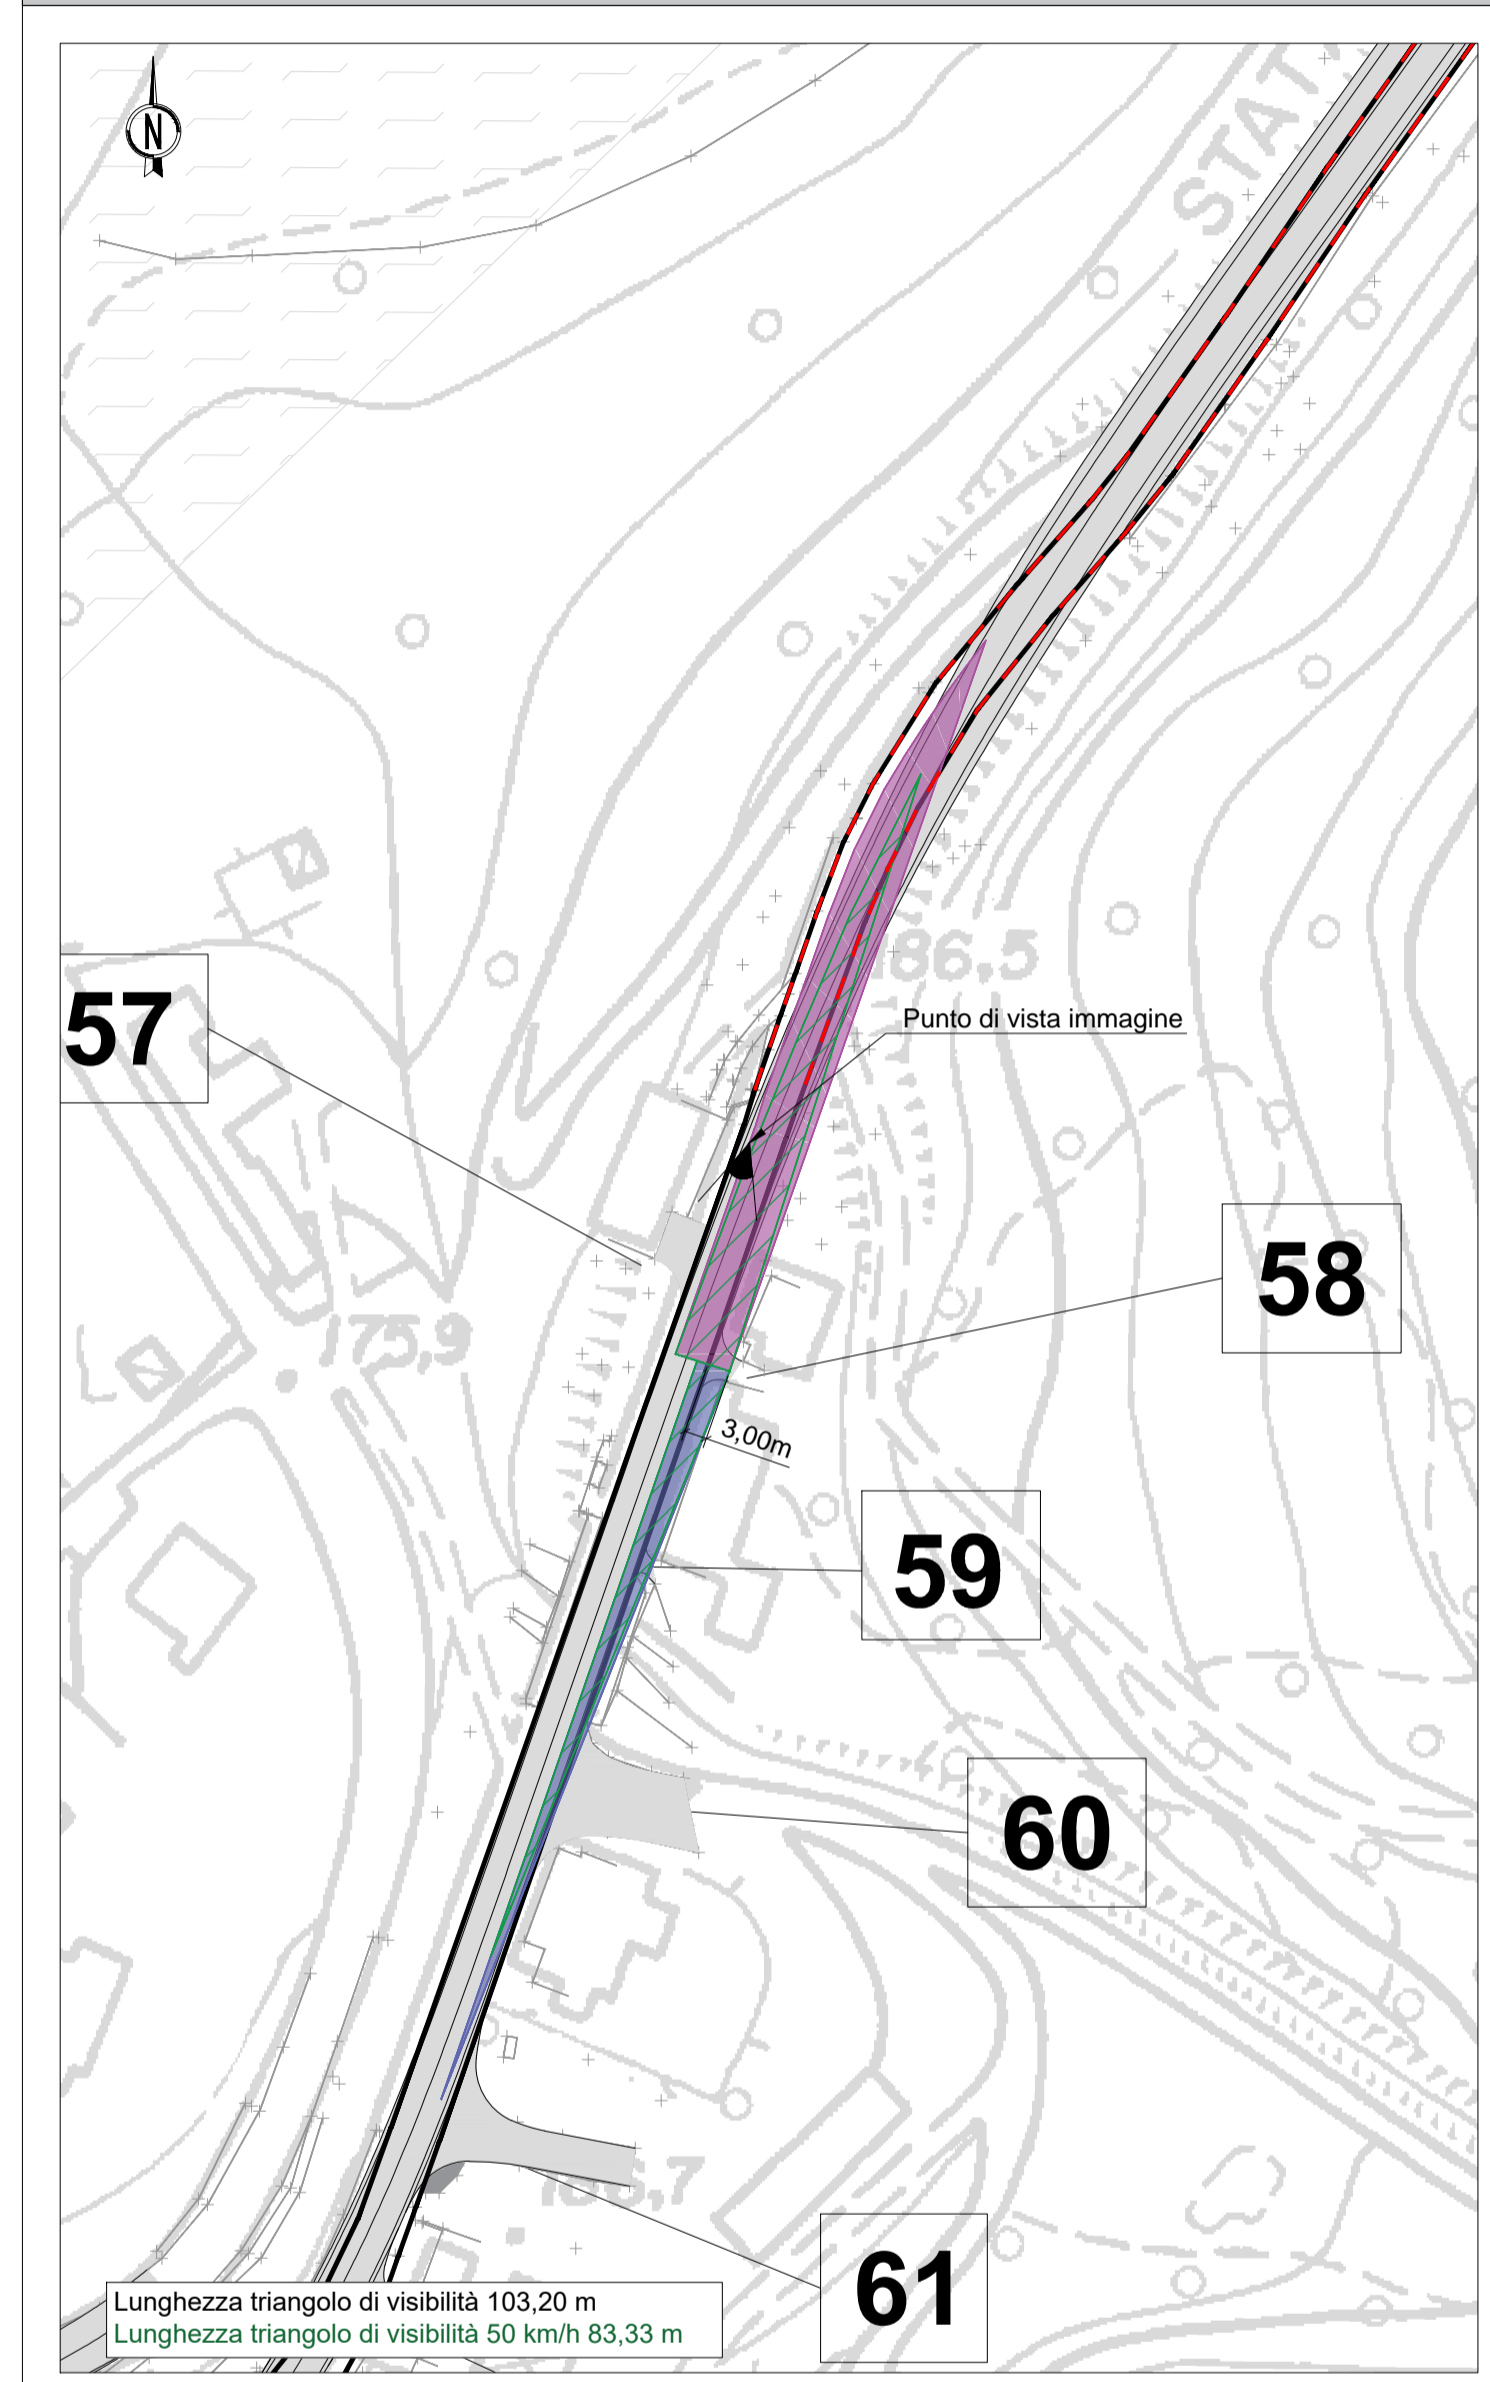 N
STAT
186,5
57
Punto di vista immagine
58
175,9
3,00m
59
60
61
Lunghezza triangolo di visibilità 103,20 m
Lunghezza triangolo di visibilità 50 km/h 83,33 m